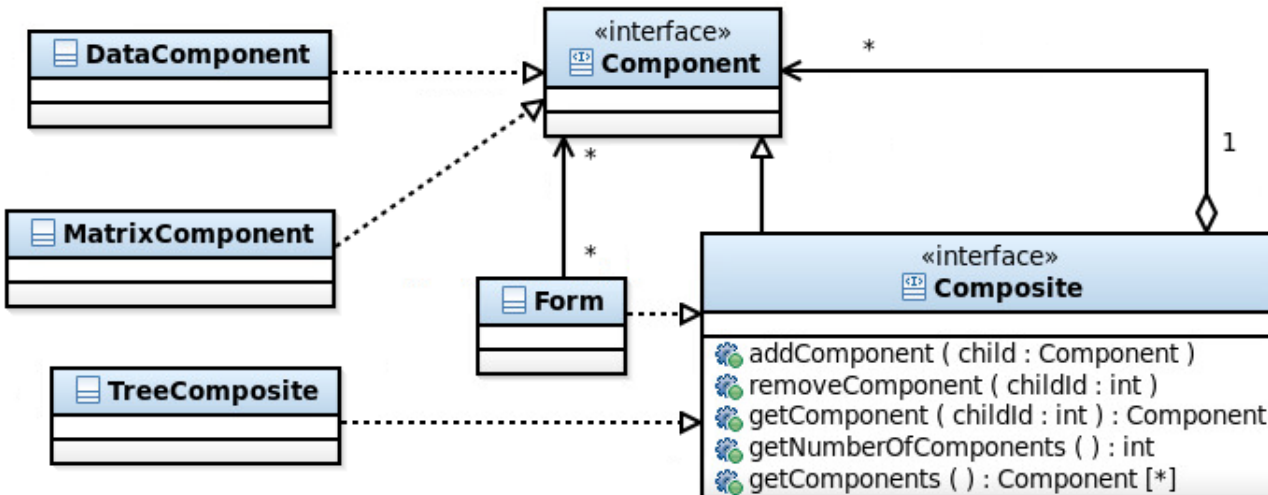 DataComponent
«interface»
Component
*
*
1
MatrixComponent
*
Form
«interface»
Composite
TreeComposite
addComponent ( child : Component )
removeComponent ( childId : int )
getComponent ( childId : int ) : Component
getNumberOfComponents ( ) : int
getComponents ( ) : Component [*]